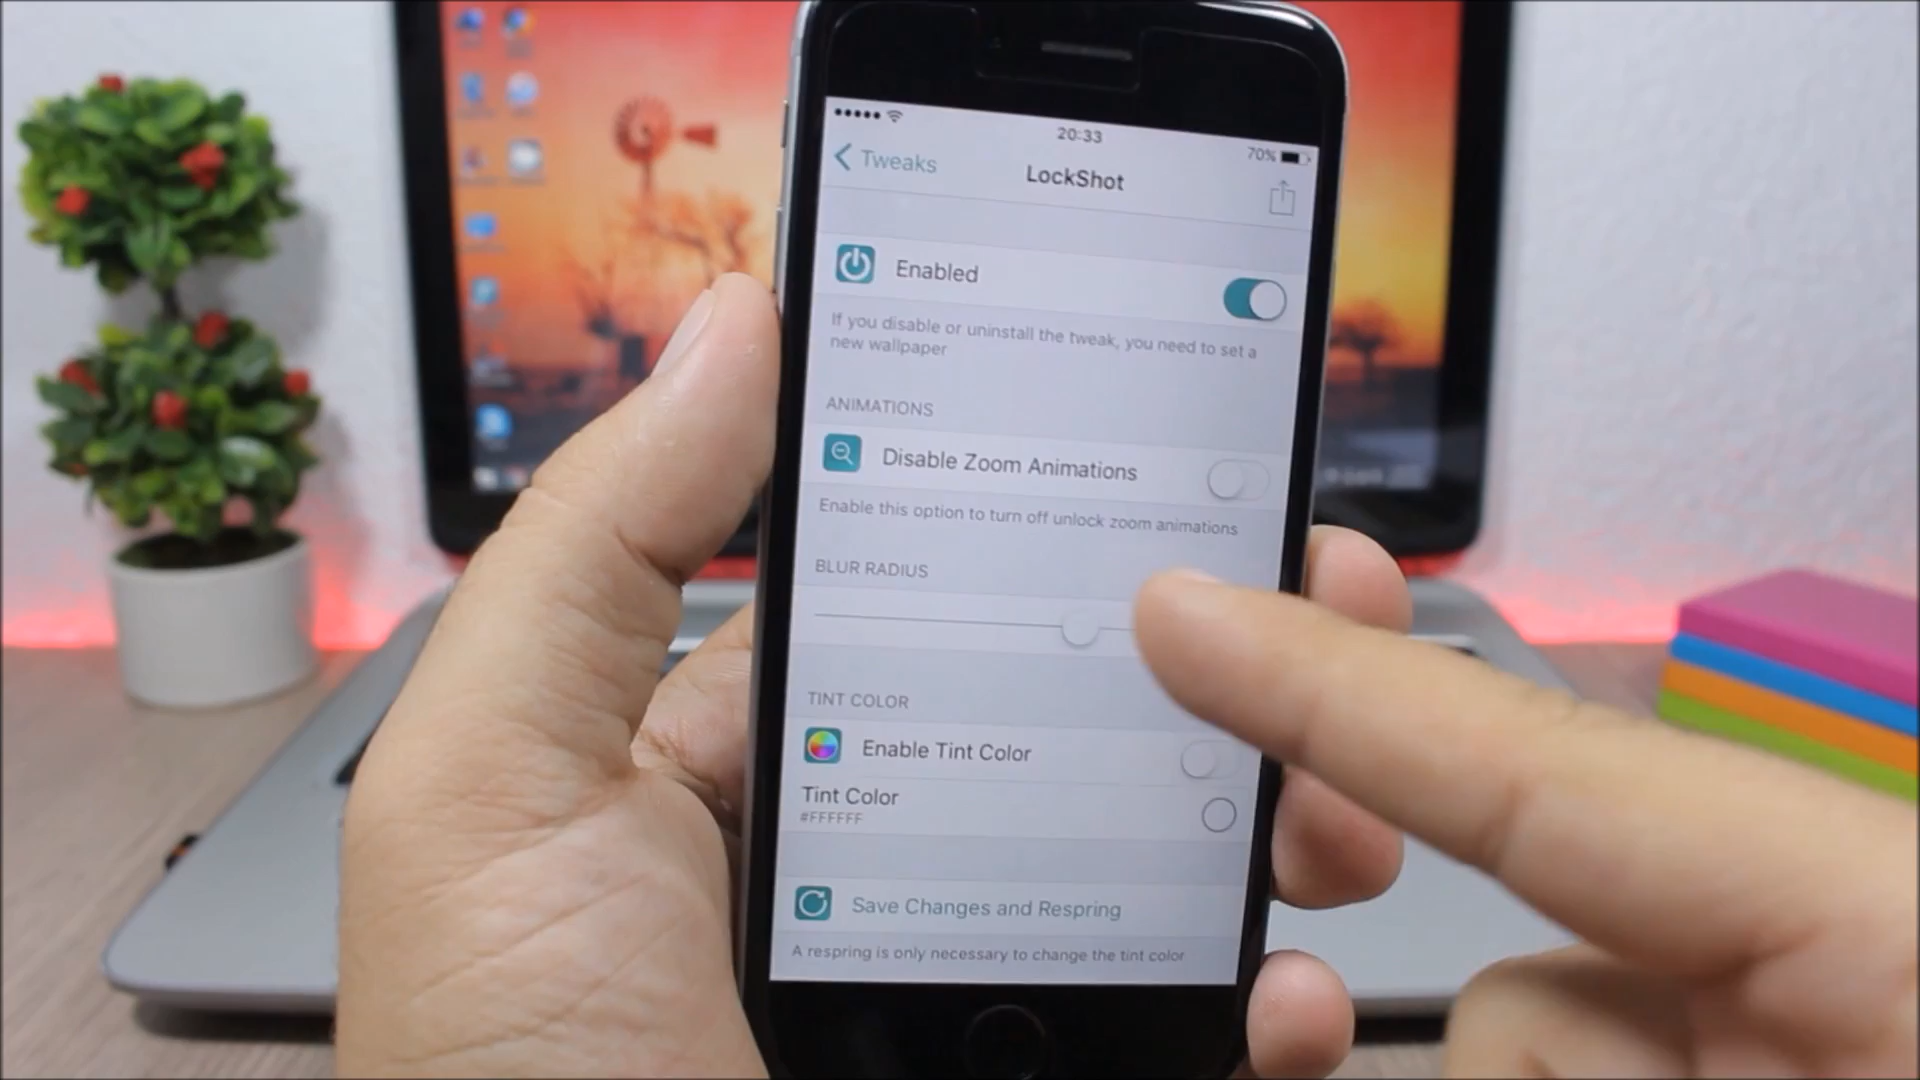 20:33
70%
Tweaks
LockShot
Enabled
If you disable or uninstall the tweak, you need to set a
new wallpaper
ANIMATIONS
Disable Zoom Animations
Enable this option to turn off unlock zoom animations
BLUR RADIUS
TINT COLOR
Enable Tint Color
Tint Color
#FFFFFF
Save Changes and Respring
A respring is only necessary to change the tint color